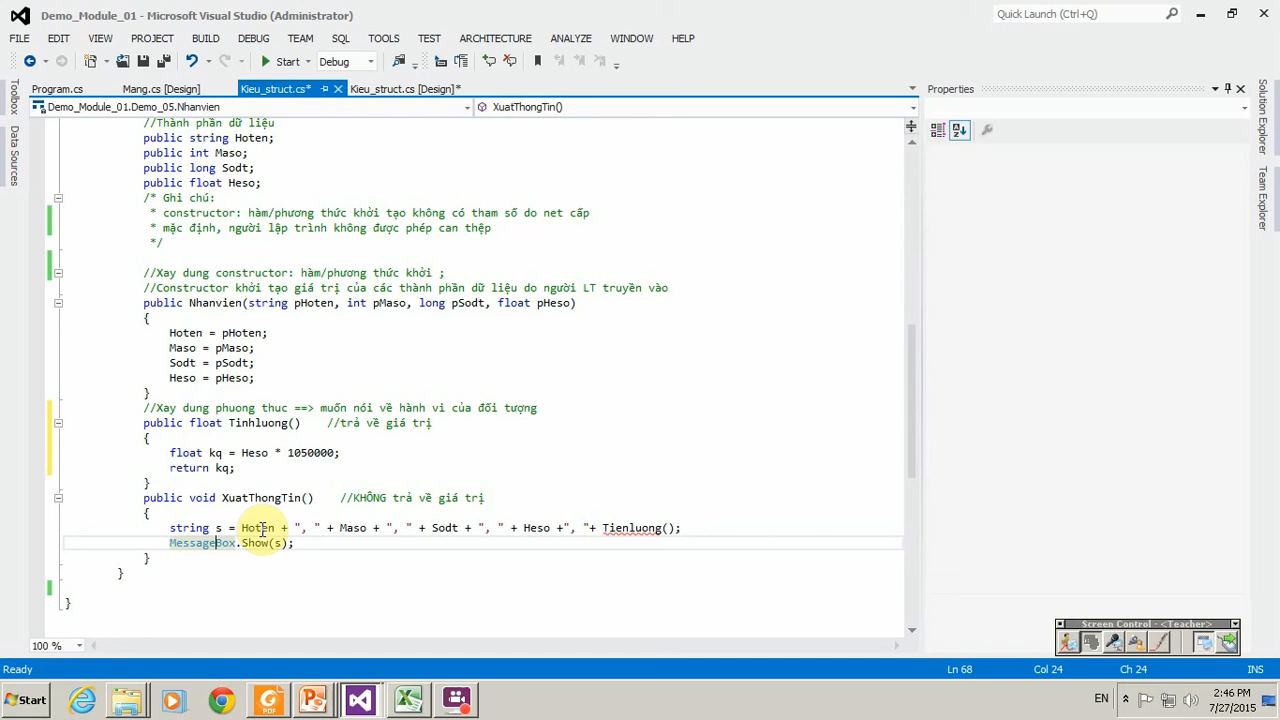 Demo_Module_01 - Microsoft Visual Studio (Administrator)
Quick Launch (Ctrl+Q)
FILE EDIT VIEW PROJECT BUILD DEBUG TEAM SQL TOOLS TEST ARCHITECTURE ANALYZE WINDOW HELP
Start Debug
Program.cs Mang.cs [Design] Kieu_struct.cs* Kieu_struct.cs [Design]*
Properties
Demo_Module_01.Demo_05.Nhanvien XuatThongTin()
Toolbox
Data Sources
Solution Explorer
Team Explorer
//Thành phần dữ liệu
public string Hoten;
public int Maso;
public long Sodt;
public float Heso;
/* Ghi chú:
* constructor: hàm/phương thức khởi tạo không có tham số do net cấp
* mặc định, người lập trình không được phép can thệp
*/
//Xay dung constructor: hàm/phương thức khởi ;
//Constructor khởi tạo giá trị của các thành phần dữ liệu do người LT truyền vào
public Nhanvien(string pHoten, int pMaso, long pSodt, float pHeso)
{
Hoten = pHoten;
Maso = pMaso;
Sodt = pSodt;
Heso = pHeso;
}
//Xay dung phuong thuc ==> muốn nói về hành vi của đối tượng
public float Tinhluong() //trả về giá trị
{
float kq = Heso * 1050000;
return kq;
}
public void XuatThongTin() //KHÔNG trả về giá trị
{
string s = Hoten + ", " + Maso + ", " + Sodt + ", " + Heso +", "+ Tienluong();
MessageBox.Show(s);
}
}
}
100 %
Screen Control - <Teacher>
Ready Ln 68 Col 24 Ch 24 INS
Start EN 2:46 PM
7/27/2015